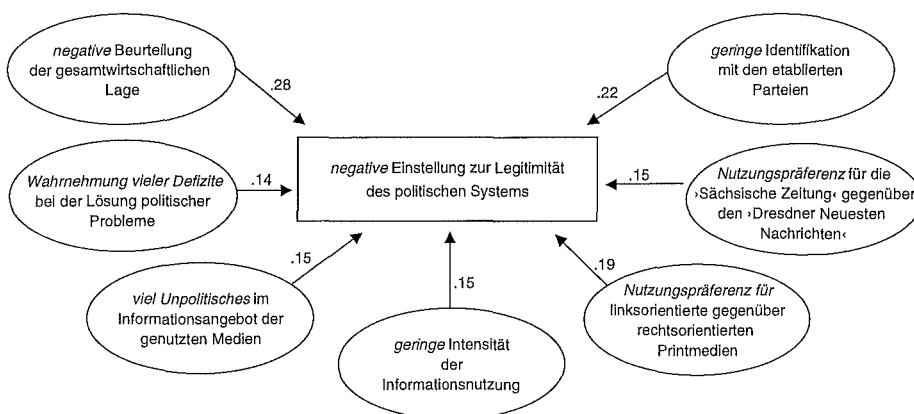 negative Beurteilung
der gesamtwirtschaftlichen
Lage
.28
geringe Identifikation
mit den etablierten
Parteien
.22
negative Einstellung zur Legitimität
des politischen Systems
Wahrnehmung vieler Defizite
bei der Lösung politischer
Probleme
.14
Nutzungspräferenz für die
›Sächsische Zeitung‹ gegenüber
den ›Dresdner Neuesten
Nachrichten‹
.15
viel Unpolitisches im
Informationsangebot der
genutzten Medien
.15
geringe Intensität
der
Informationsnutzung
.15
Nutzungspräferenz für
linksorientierte gegenüber
rechtsorientierten
Printmedien
.19